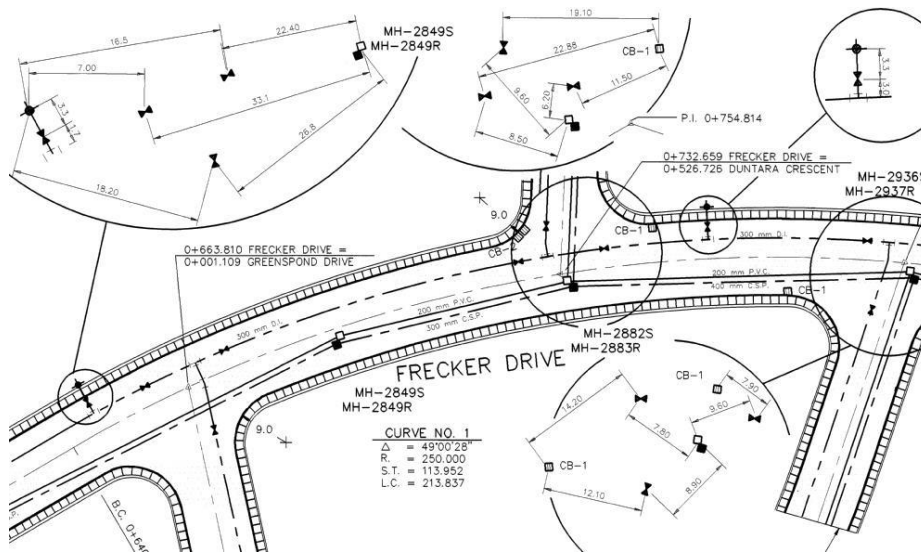 16.5
22.40
MH-2849S
MH-2849R
7.00
33.1
3.3
1.7
26.8
18.20
19.10
CB-1
22.88
9.60
6.20
11.50
8.50
P.I. 0+754.814
3.3
3.0
0+732.659 FRECKER DRIVE =
0+526.726 DUNTARA CRESCENT
MH-2936S
MH-2937R
9.0
0+663.810 FRECKER DRIVE =
0+001.109 GREENSPOND DRIVE
CB-2
CB-1
300 mm D.I.
200 mm P.V.C.
400 mm C.S.P.
CB-1
200 mm P.V.C.
300 mm C.S.P.
300 mm D.I.
MH-2882S
MH-2883R
FRECKER DRIVE
MH-2849S
MH-2849R
9.0
CURVE NO. 1
Δ = 49°00'28"
R. = 250.000
S.T. = 113.952
L.C. = 213.837
CB-1
7.90
14.20
9.60
7.80
CB-1
8.90
12.10